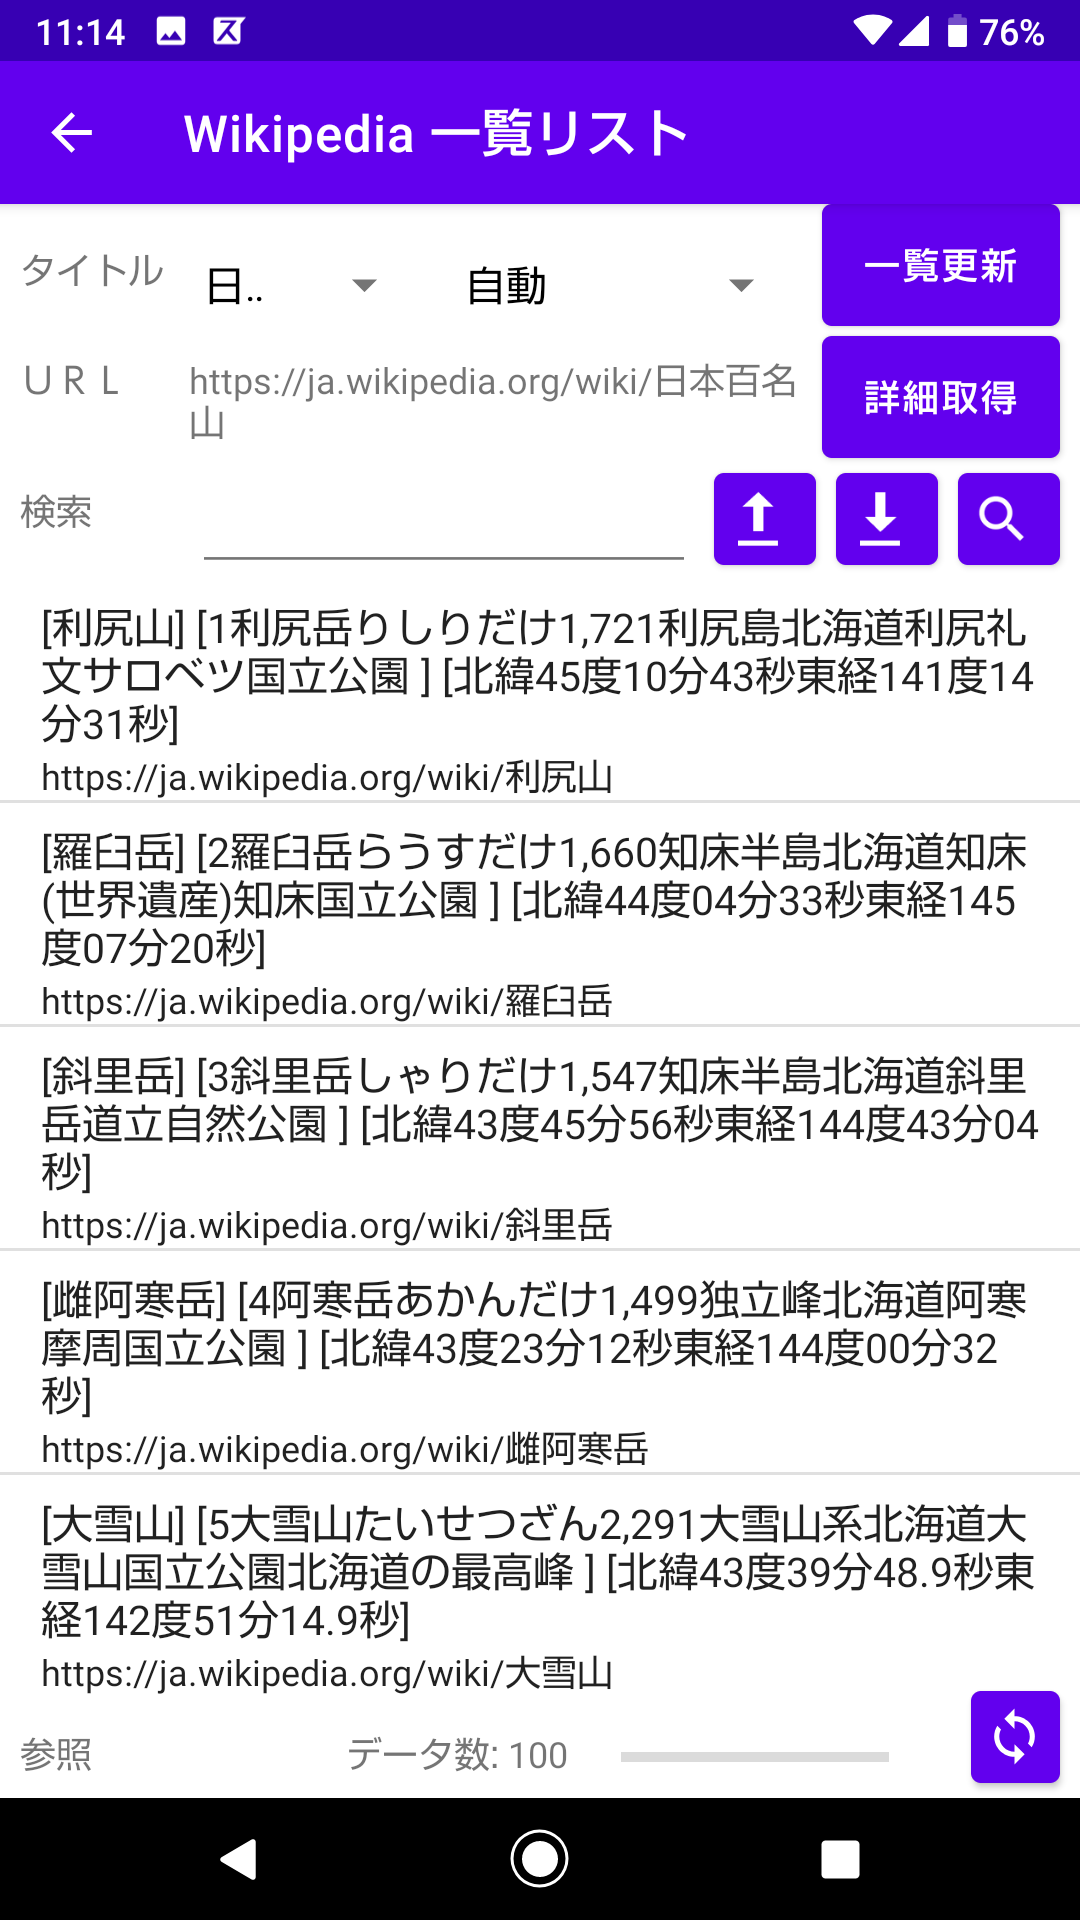 11:14 76%
Wikipedia 一覧リスト
タイトル 日.. 自動 一覧更新
ＵＲＬ https://ja.wikipedia.org/wiki/日本百名
山
詳細取得
検索
[利尻山] [1利尻岳りしりだけ1,721利尻島北海道利尻礼
文サロベツ国立公園 ] [北緯45度10分43秒東経141度14
分31秒]
https://ja.wikipedia.org/wiki/利尻山
[羅臼岳] [2羅臼岳らうすだけ1,660知床半島北海道知床
(世界遺産)知床国立公園 ] [北緯44度04分33秒東経145
度07分20秒]
https://ja.wikipedia.org/wiki/羅臼岳
[斜里岳] [3斜里岳しゃりだけ1,547知床半島北海道斜里
岳道立自然公園 ] [北緯43度45分56秒東経144度43分04
秒]
https://ja.wikipedia.org/wiki/斜里岳
[雌阿寒岳] [4阿寒岳あかんだけ1,499独立峰北海道阿寒
摩周国立公園 ] [北緯43度23分12秒東経144度00分32
秒]
https://ja.wikipedia.org/wiki/雌阿寒岳
[大雪山] [5大雪山たいせつざん2,291大雪山系北海道大
雪山国立公園北海道の最高峰 ] [北緯43度39分48.9秒東
経142度51分14.9秒]
https://ja.wikipedia.org/wiki/大雪山
参照 データ数: 100